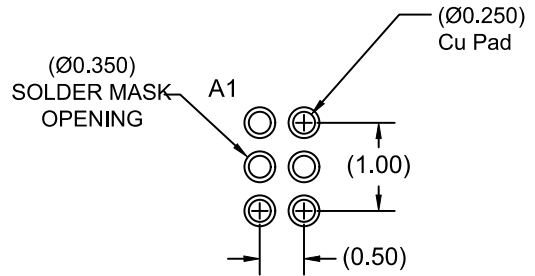 (Ø0.250)
Cu Pad
(Ø0.350)
SOLDER MASK
OPENING
A1
(1.00)
(0.50)